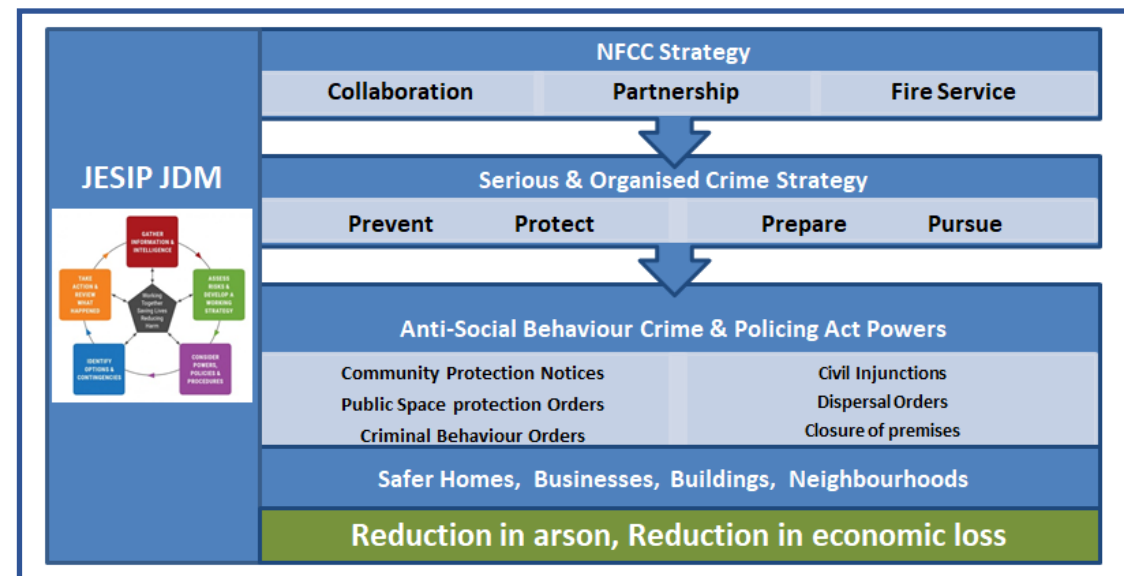 JESIP JDM
GATHER
INFORMATION &
INTELLIGENCE
ASSESS
RISKS &
DEVELOP A
WORKING
STRATEGY
CONSIDER
POWERS,
POLICIES &
PROCEDURES
IDENTIFY
OPTIONS &
CONTINGENCIES
TAKE
ACTION &
REVIEW
WHAT
HAPPENED
Working
Together
Saving Lives
Reducing
Harm
NFCC Strategy
Collaboration Partnership Fire Service
Serious & Organised Crime Strategy
Prevent Protect Prepare Pursue
Anti-Social Behaviour Crime & Policing Act Powers
Community Protection Notices
Public Space protection Orders
Criminal Behaviour Orders
Civil Injunctions
Dispersal Orders
Closure of premises
Safer Homes, Businesses, Buildings, Neighbourhoods
Reduction in arson, Reduction in economic loss